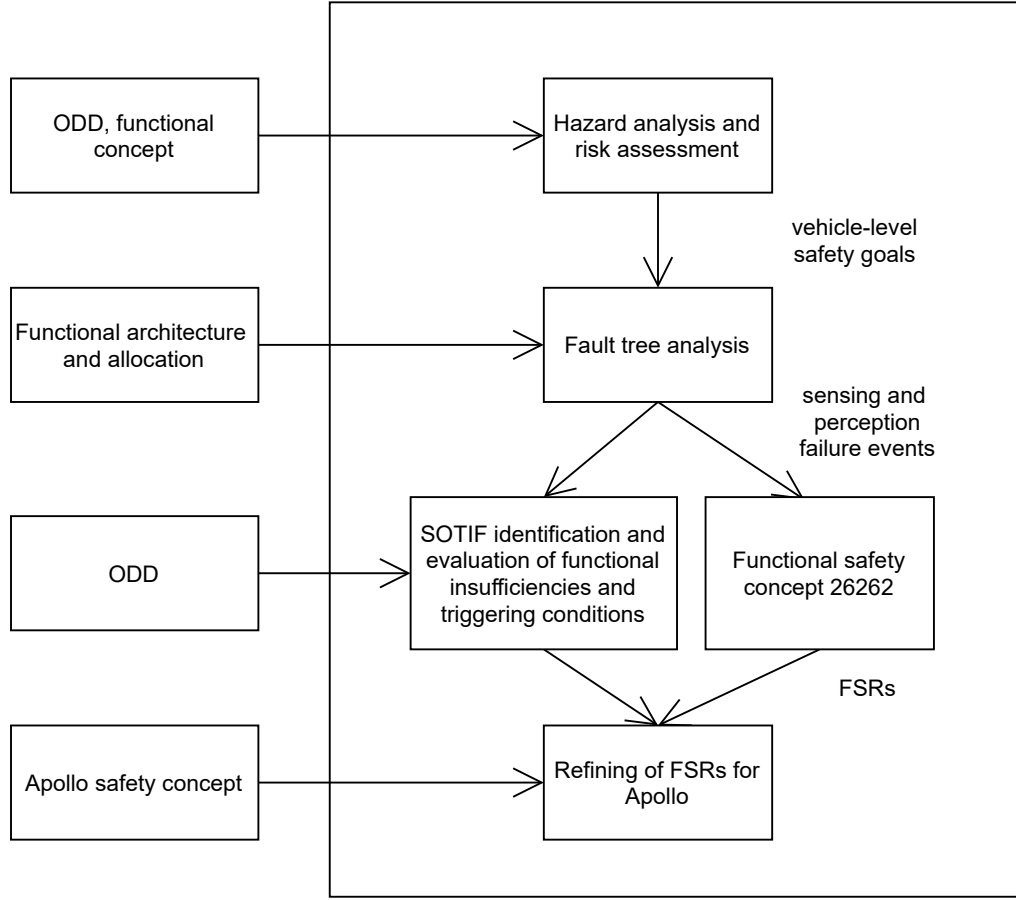 ODD, functional
concept
Hazard analysis and
risk assessment
vehicle-level
safety goals
Functional architecture
and allocation
Fault tree analysis
sensing and
perception
failure events
ODD
SOTIF identification and
evaluation of functional
insufficiencies and
triggering conditions
Functional safety
concept 26262
FSRs
Apollo safety concept
Refining of FSRs for
Apollo